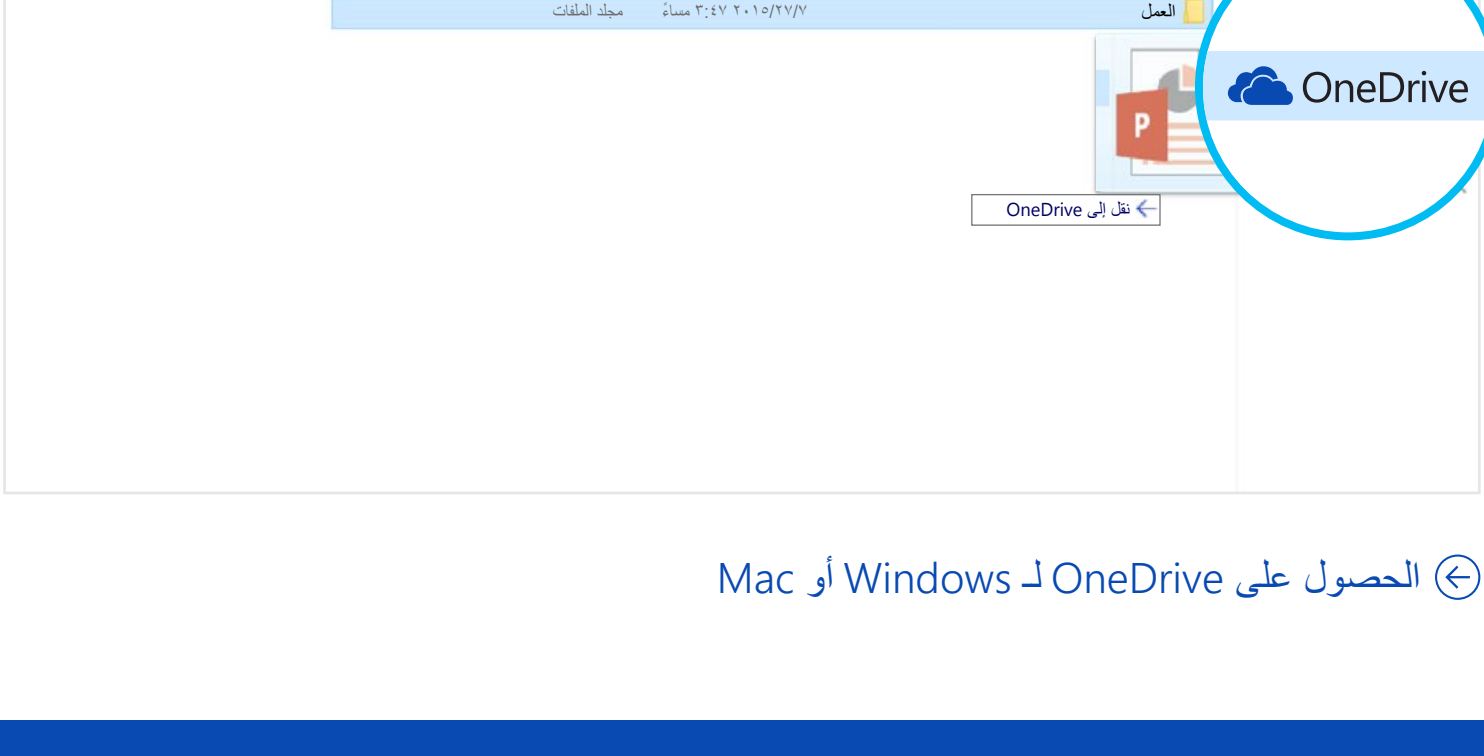 العمل ٢٠١٥/٢٧/٧ ٣:٤٧ مساءً مجلد الملفات
OneDrive
P
نقل إلى OneDrive
الحصول على OneDrive لـ Windows أو Mac